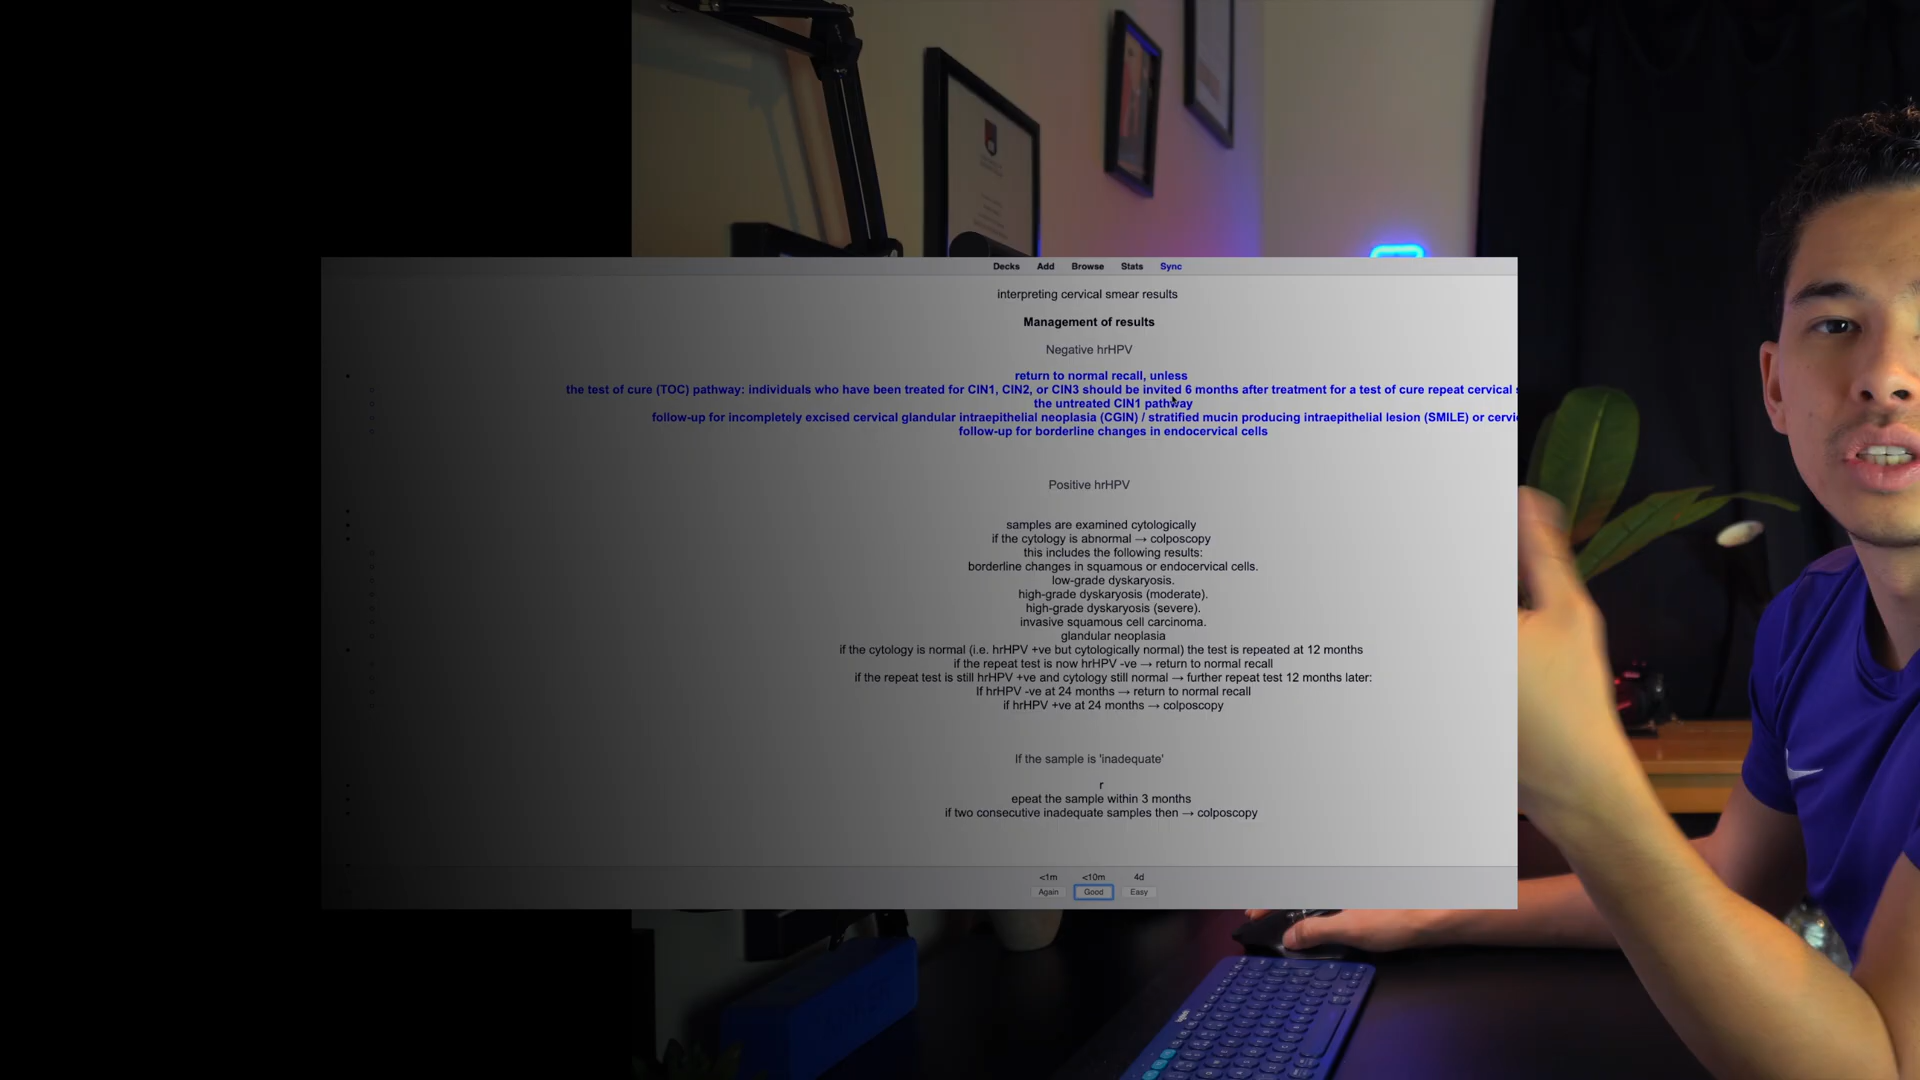 Decks Add Browse Stats Sync
interpreting cervical smear results
Management of results
Negative hrHPV
return to normal recall, unless
the test of cure (TOC) pathway: individuals who have been treated for CIN1, CIN2, or CIN3 should be invited 6 months after treatment for a test of cure repeat cervical
the untreated CIN1 pathway
follow-up for incompletely excised cervical glandular intraepithelial neoplasia (CGIN) / stratified mucin producing intraepithelial lesion (SMILE) or
follow-up for borderline changes in endocervical cells
Positive hrHPV
samples are examined cytologically
if the cytology is abnormal → colposcopy
this includes the following results:
borderline changes in squamous or endocervical cells.
low-grade dyskaryosis.
high-grade dyskaryosis (moderate).
high-grade dyskaryosis (severe).
invasive squamous cell carcinoma.
glandular neoplasia
if the cytology is normal (i.e. hrHPV +ve but cytologically normal) the test is repeated at 12 months
if the repeat test is now hrHPV -ve → return to normal recall
if the repeat test is still hrHPV +ve and cytology still normal → further repeat test 12 months later:
If hrHPV -ve at 24 months → return to normal recall
if hrHPV +ve at 24 months → colposcopy
If the sample is 'inadequate'
r
epeat the sample within 3 months
if two consecutive inadequate samples then → colposcopy
<1m <10m 4d
Again Good Easy